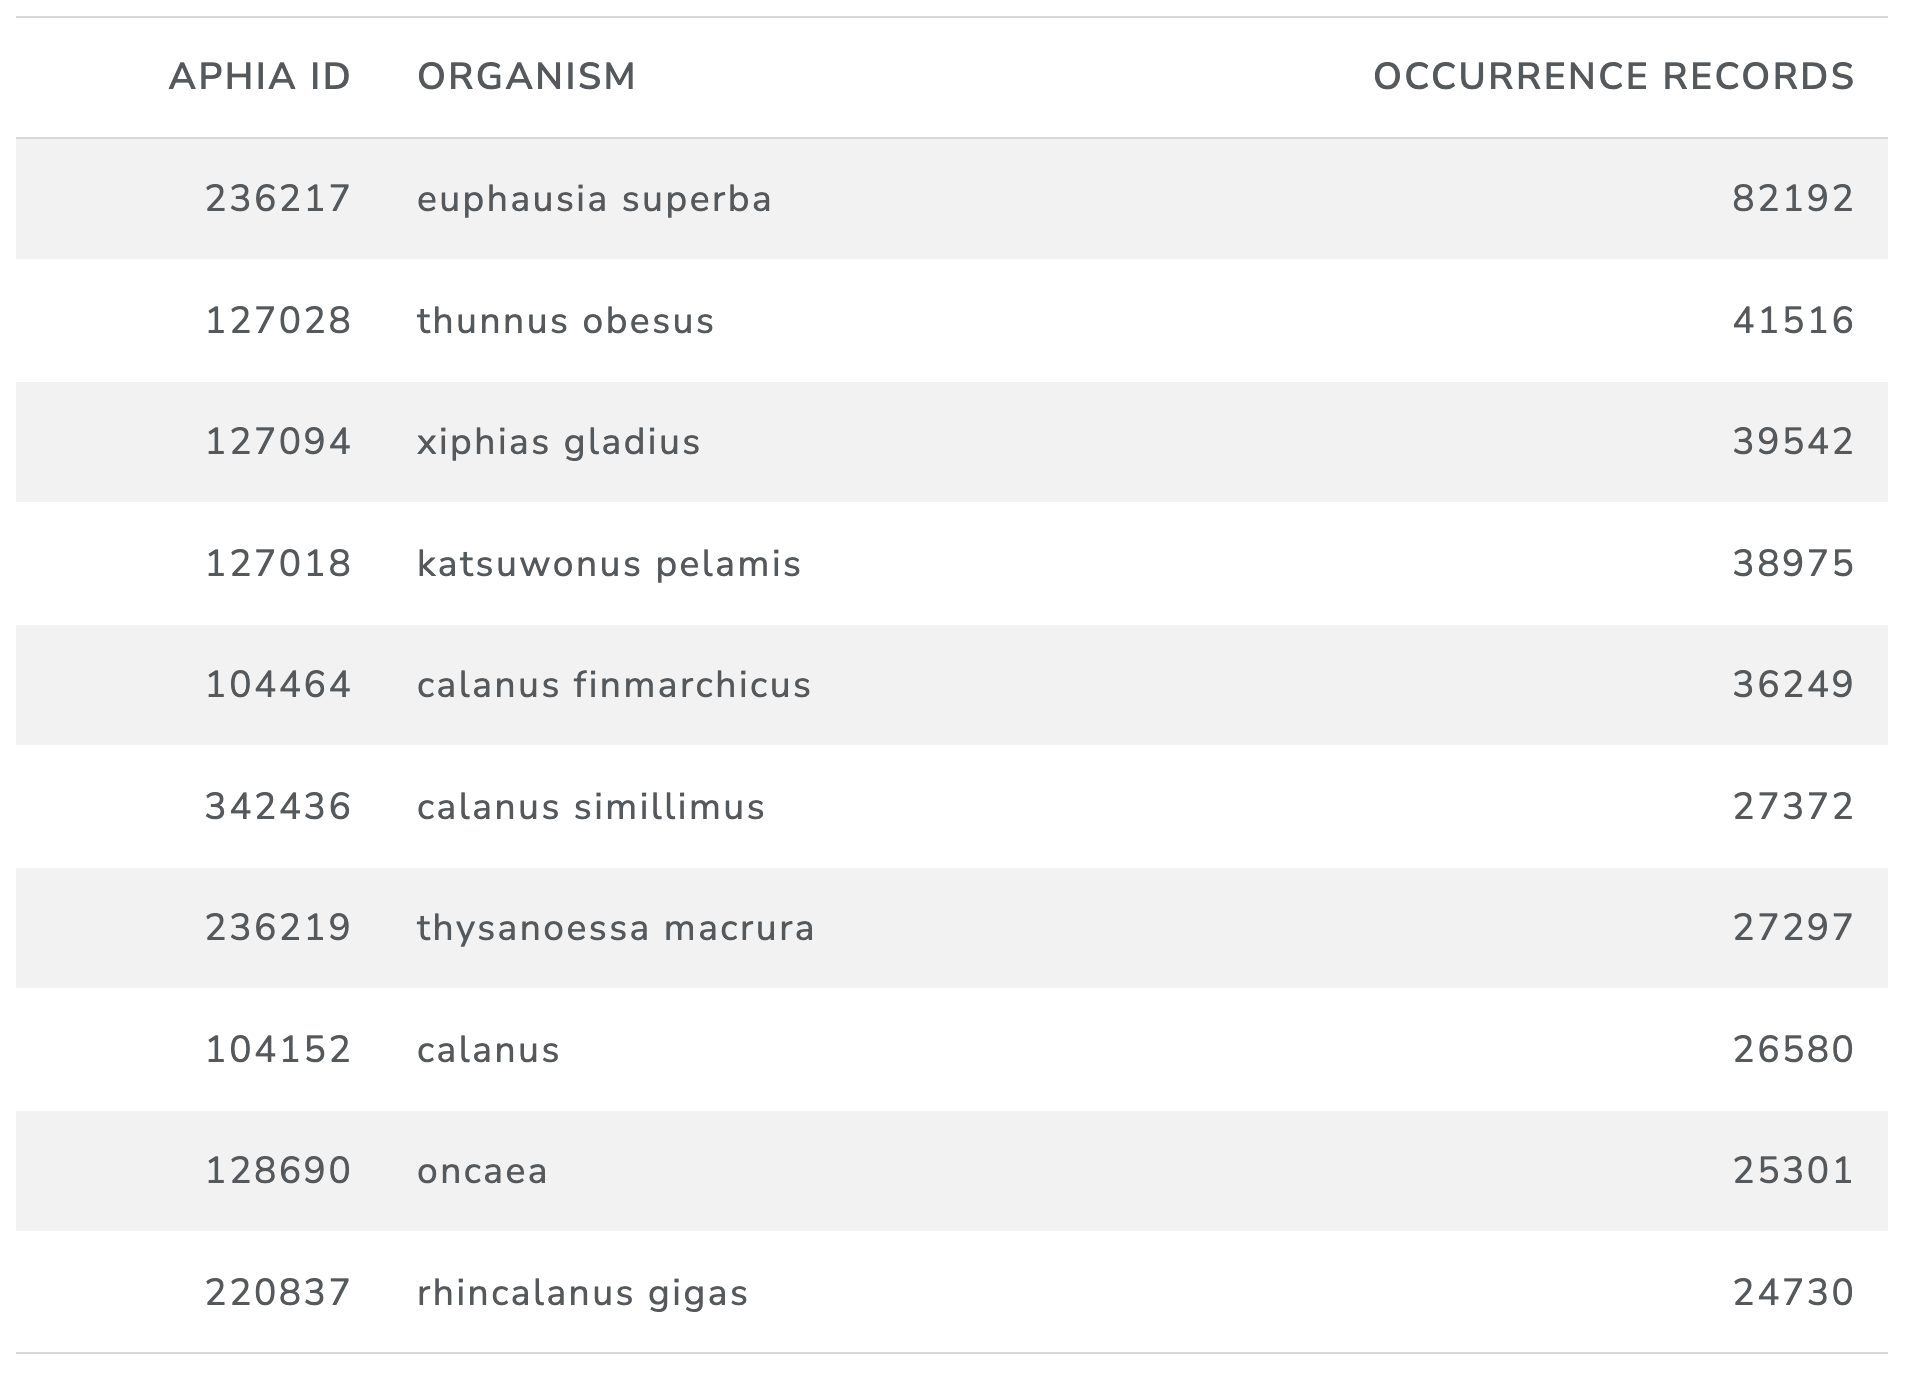 APHIA ID ORGANISM OCCURRENCE RECORDS
236217 euphausia superba 82192
127028 thunnus obesus 41516
127094 xiphias gladius 39542
127018 katsuwonus pelamis 38975
104464 calanus finmarchicus 36249
342436 calanus simillimus 27372
236219 thysanoessa macrura 27297
104152 calanus 26580
128690 oncaea 25301
220837 rhincalanus gigas 24730